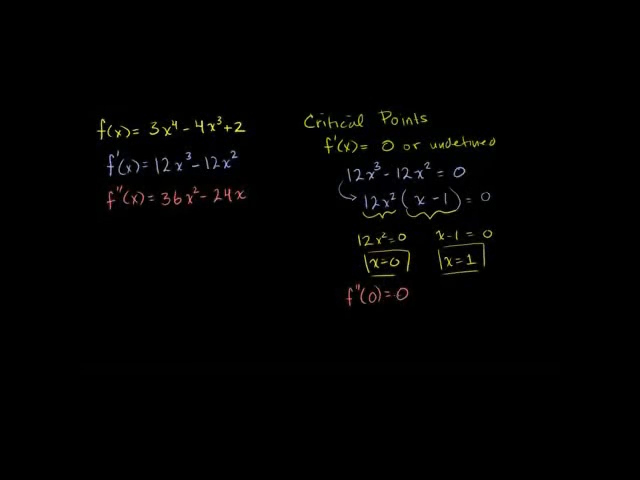 f(x) = 3x⁴ - 4x³ + 2
f'(x) = 12x³ - 12x²
f''(x) = 36x² - 24x
Critical Points
f'(x) = 0 or undefined
12x³ - 12x² = 0
12x² (x - 1) = 0
12x² = 0 x - 1 = 0
x = 0 x = 1
f''(0) = 0